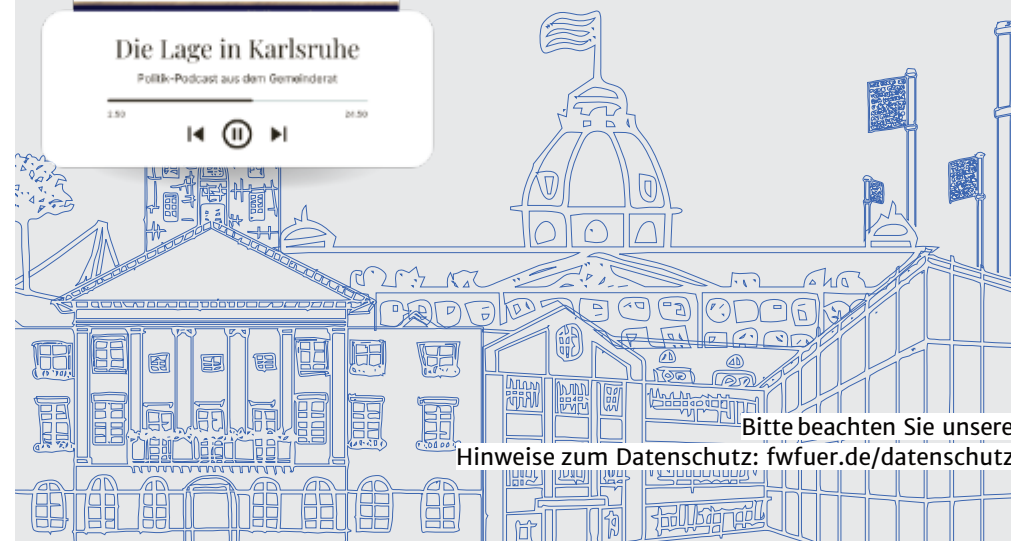 Die Lage in Karlsruhe
Politik-Podcast aus dem Gemeinderat
1:50 24:50
Bitte beachten Sie unsere
Hinweise zum Datenschutz: fwfuer.de/datenschutz